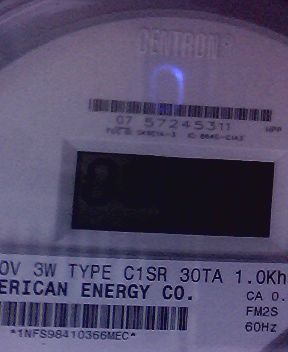 CENTRON®
07 57245311
0V 3W TYPE C1SR 30TA 1.0Kh
ERICAN ENERGY CO.
CA 0.
FM2S
60Hz
*1NFS98410366MEC*